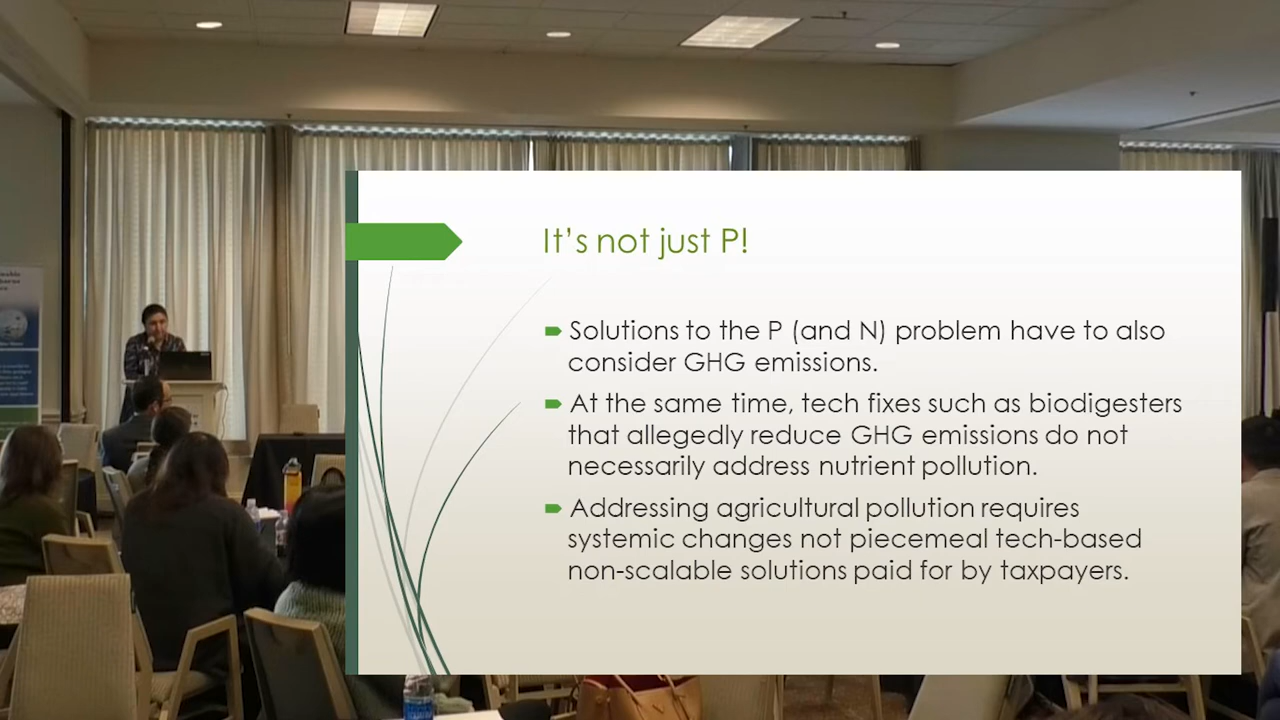 It's not just P!
Solutions to the P (and N) problem have to also
consider GHG emissions.
At the same time, tech fixes such as biodigesters
that allegedly reduce GHG emissions do not
necessarily address nutrient pollution.
Addressing agricultural pollution requires
systemic changes not piecemeal tech-based
non-scalable solutions paid for by taxpayers.